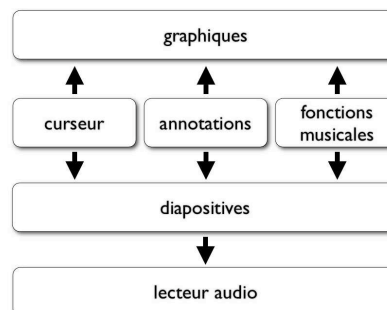 graphiques
curseur
annotations
fonctions
musicales
diapositives
lecteur audio